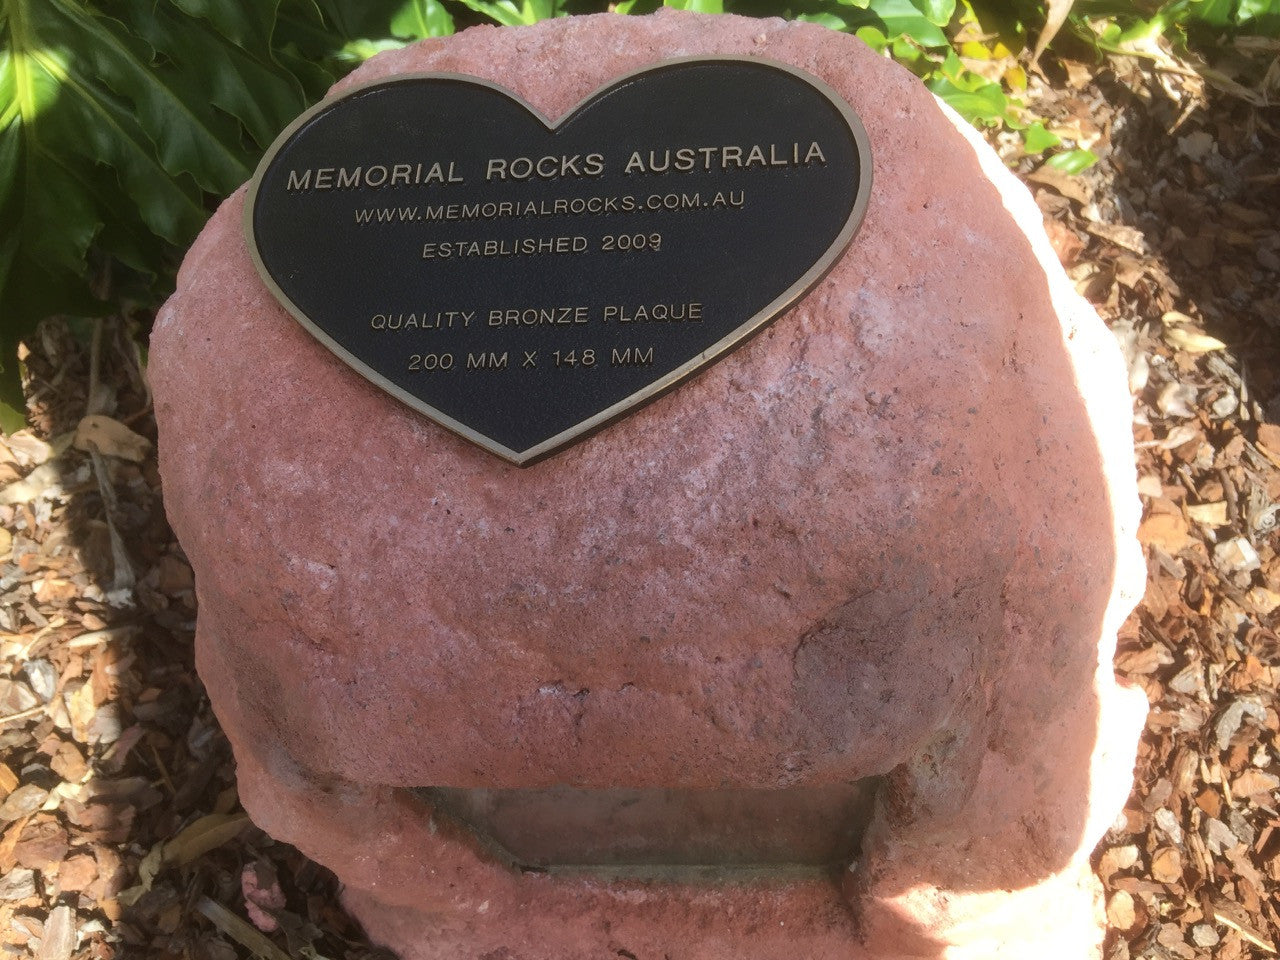 MEMORIAL ROCKS AUSTRALIA
WWW.MEMORIALROCKS.COM.AU
ESTABLISHED 2009
QUALITY BRONZE PLAQUE
200 MM X 148 MM